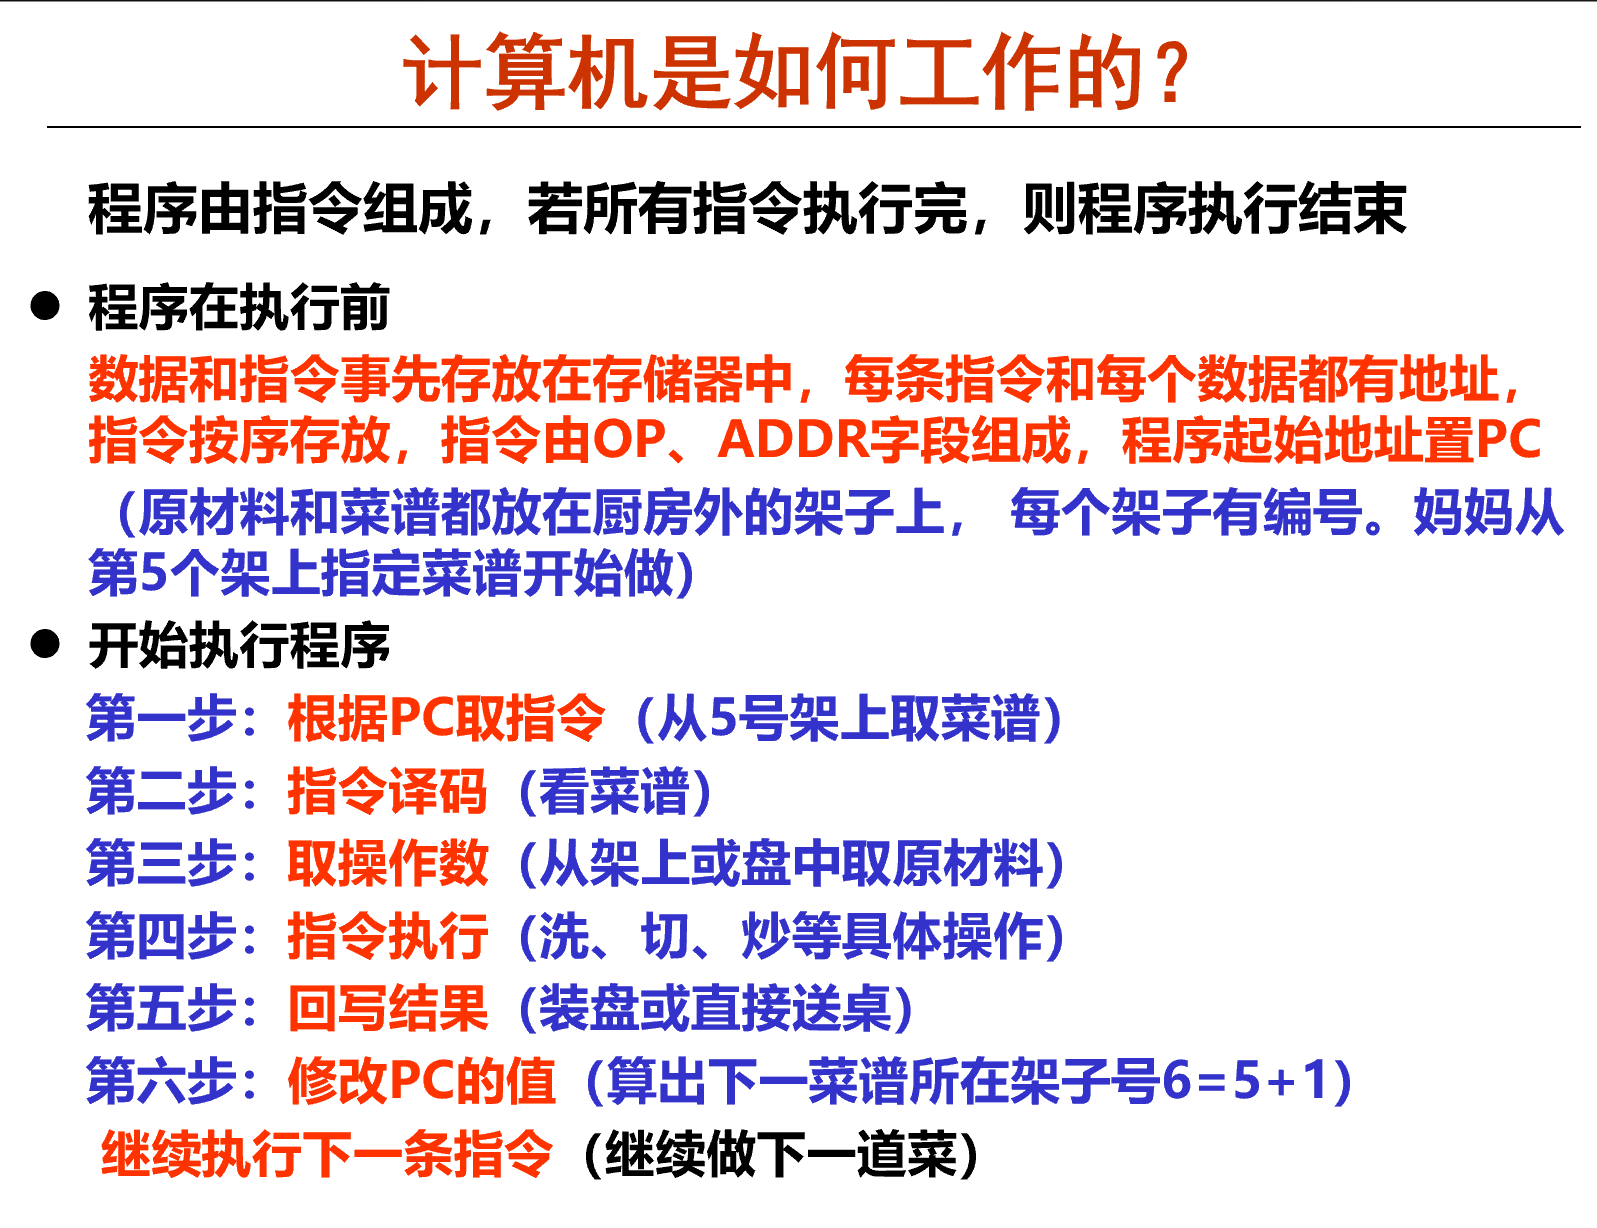 计算机是如何工作的？
程序由指令组成，若所有指令执行完，则程序执行结束
● 程序在执行前
数据和指令事先存放在存储器中，每条指令和每个数据都有地址，
指令按序存放，指令由OP、ADDR字段组成，程序起始地址置PC
（原材料和菜谱都放在厨房外的架子上， 每个架子有编号。妈妈从
第5个架上指定菜谱开始做）
● 开始执行程序
第一步：根据PC取指令（从5号架上取菜谱）
第二步：指令译码（看菜谱）
第三步：取操作数（从架上或盘中取原材料）
第四步：指令执行（洗、切、炒等具体操作）
第五步：回写结果（装盘或直接送桌）
第六步：修改PC的值（算出下一菜谱所在架子号6=5+1）
继续执行下一条指令（继续做下一道菜）